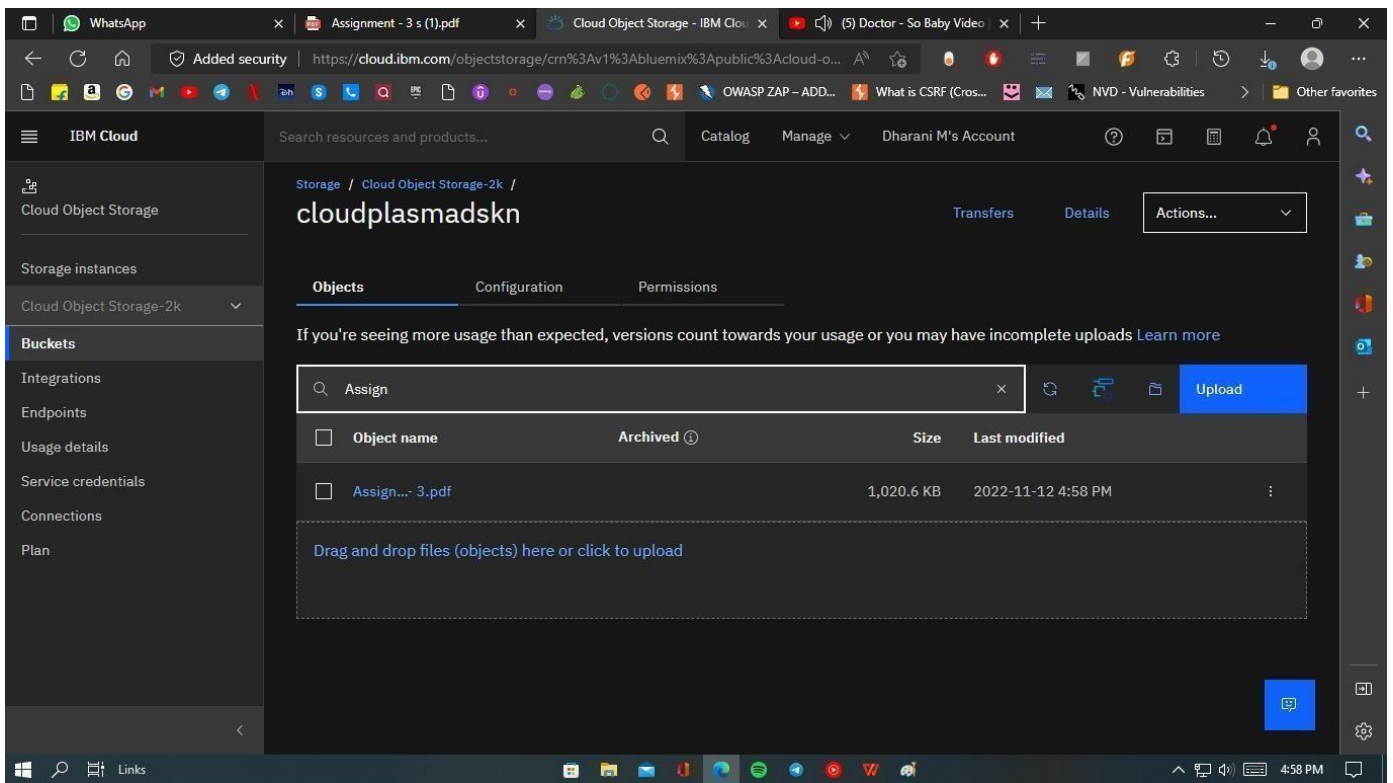 WhatsApp
Assignment - 3 s (1).pdf
Cloud Object Storage - IBM Clou
(5) Doctor - So Baby Video
Added security
https://cloud.ibm.com/objectstorage/crn%3Av1%3Abluemix%3Apublic%3Acloud-o...
OWASP ZAP – ADD...
What is CSRF (Cros...
NVD - Vulnerabilities
Other favorites
IBM Cloud
Search resources and products...
Catalog
Manage
Dharani M's Account
Cloud Object Storage
Storage instances
Cloud Object Storage-2k
Buckets
Integrations
Endpoints
Usage details
Service credentials
Connections
Plan
Storage / Cloud Object Storage-2k /
cloudplasmadskn
Transfers
Details
Actions...
Objects
Configuration
Permissions
If you're seeing more usage than expected, versions count towards your usage or you may have incomplete uploads Learn more
Assign
Upload
Object name
Archived
Size
Last modified
Assign...- 3.pdf
1,020.6 KB
2022-11-12 4:58 PM
Drag and drop files (objects) here or click to upload
Links
4:58 PM